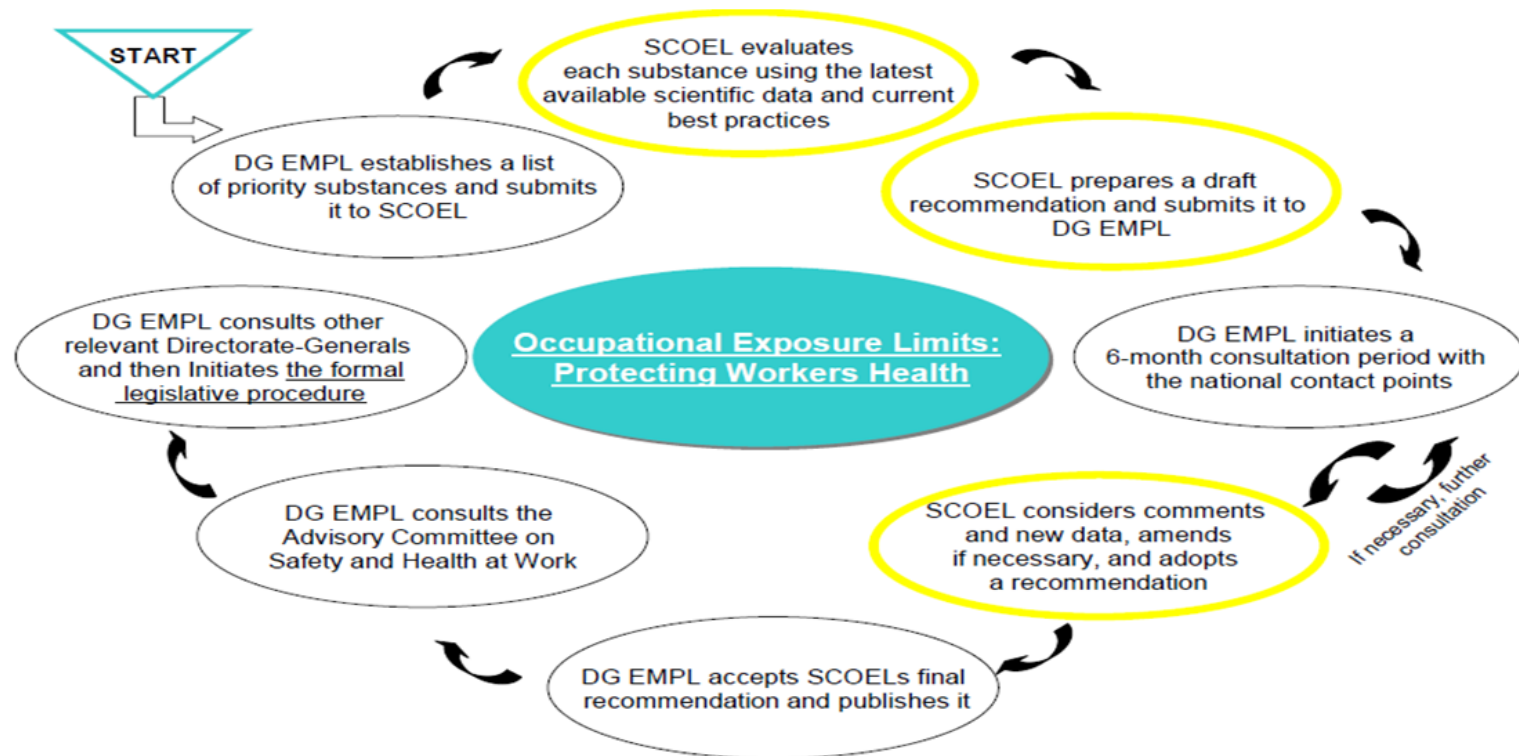 START
DG EMPL establishes a list
of priority substances and submits
it to SCOEL
SCOEL evaluates
each substance using the latest
available scientific data and current
best practices
SCOEL prepares a draft
recommendation and submits it to
DG EMPL
DG EMPL initiates a
6-month consultation period with
the national contact points
If necessary, further
consultation
SCOEL considers comments
and new data, amends
if necessary, and adopts
a recommendation
DG EMPL accepts SCOELs final
recommendation and publishes it
DG EMPL consults the
Advisory Committee on
Safety and Health at Work
DG EMPL consults other
relevant Directorate-Generals
and then Initiates the formal
legislative procedure
Occupational Exposure Limits:
Protecting Workers Health